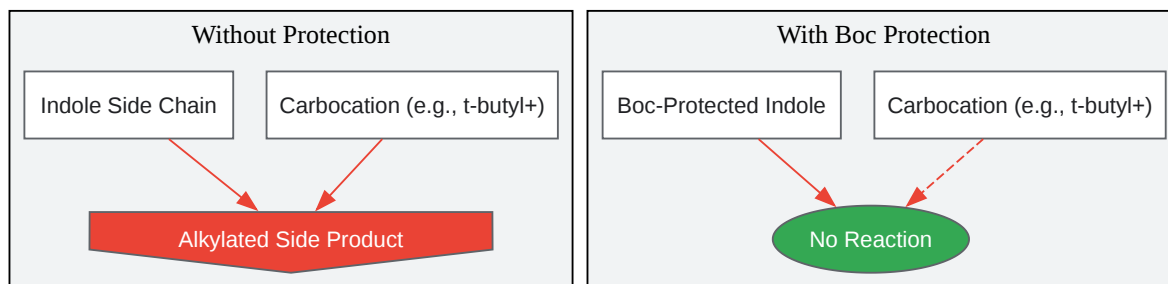 Without Protection
Indole Side Chain
Carbocation (e.g., t-butyl+)
Alkylated Side Product
With Boc Protection
Boc-Protected Indole
Carbocation (e.g., t-butyl+)
No Reaction